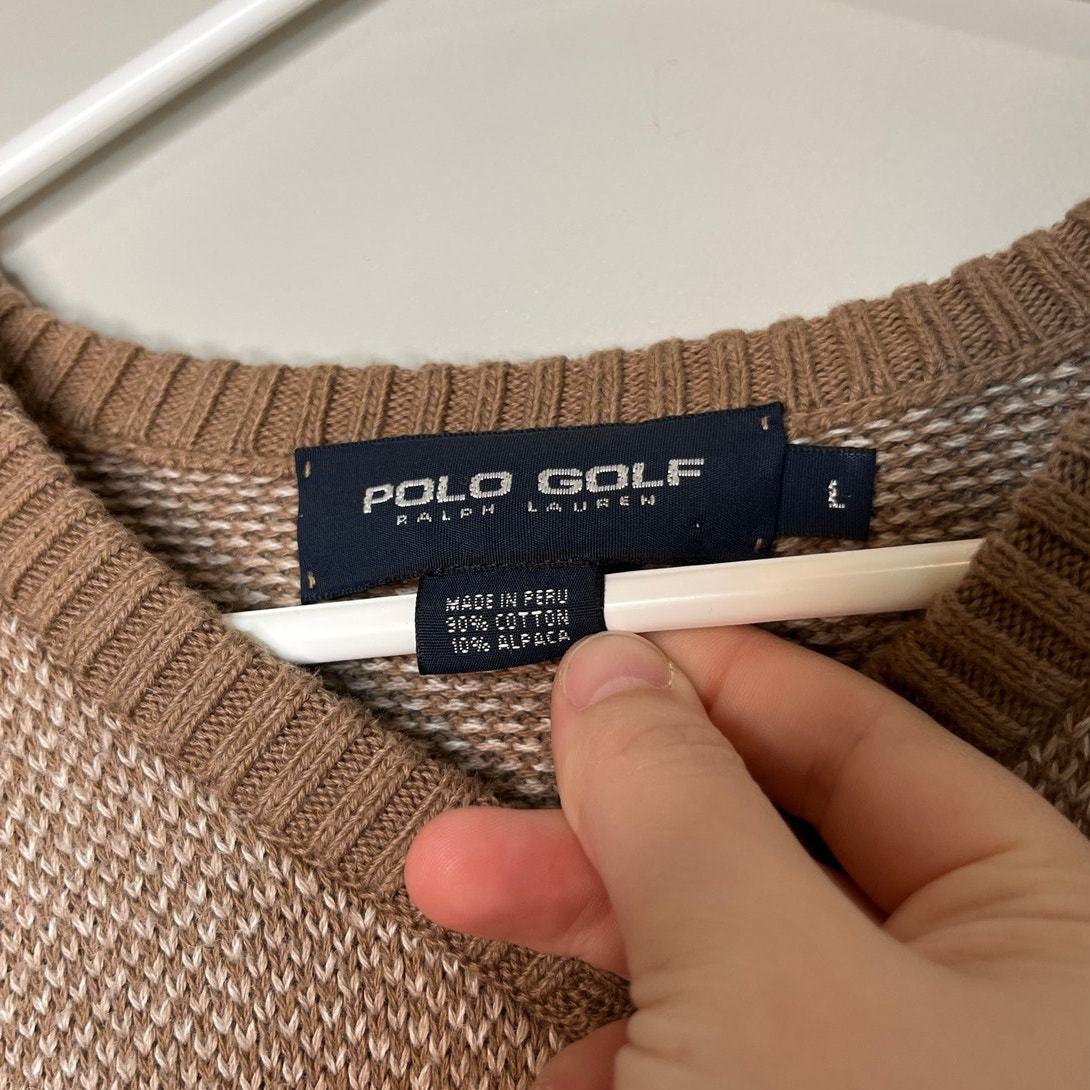 POLO GOLF
RALPH LAUREN
L
MADE IN PERU
90% COTTON
10% ALPACA